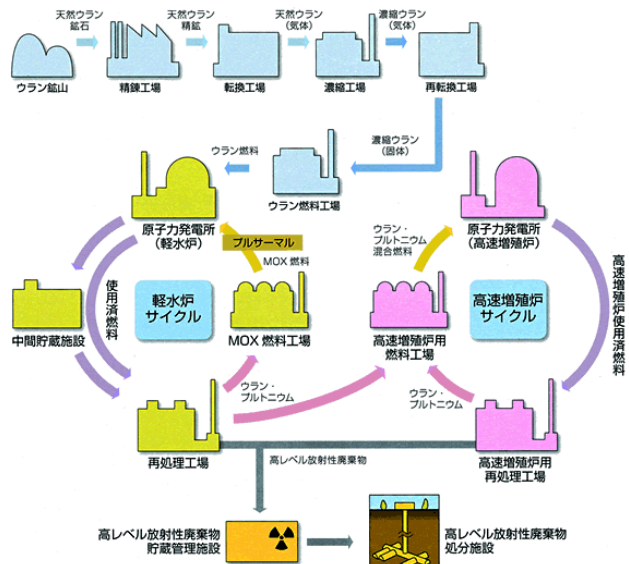 天然ウラン
鉱石
天然ウラン
精鉱
天然ウラン
(気体)
濃縮ウラン
(気体)
ウラン鉱山
精錬工場
転換工場
濃縮工場
再転換工場
濃縮ウラン
(固体)
ウラン燃料
ウラン燃料工場
原子力発電所
(軽水炉)
プルサーマル
MOX 燃料
ウラン・
プルトニウム
混合燃料
原子力発電所
(高速増殖炉)
使用済燃料
軽水炉
サイクル
中間貯蔵施設
MOX 燃料工場
高速増殖炉用
燃料工場
高速増殖炉
サイクル
高速増殖炉使用済燃料
ウラン・
プルトニウム
ウラン・
プルトニウム
再処理工場
高速増殖炉用
再処理工場
高レベル放射性廃棄物
高レベル放射性廃棄物
貯蔵管理施設
高レベル放射性廃棄物
処分施設